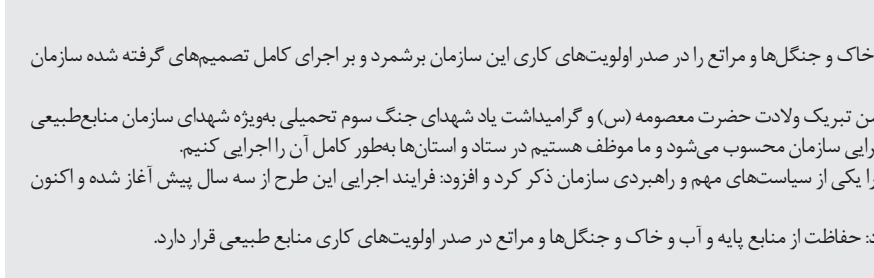 خاک و جنگل‌ها و مراتع را در صدر اولویت‌های کاری این سازمان برشمرد و بر اجرای کامل تصمیم‌های گرفته شده سازمان
تبریک ولادت حضرت معصومه (س) و گرامیداشت یاد شهدای جنگ سوم تحمیلی به‌ویژه شهدای سازمان منابع‌طبیعی
سازمان محسوب می‌شود و ما موظف هستیم در ستاد و استان‌ها به‌طور کامل آن را اجرایی کنیم.
را یکی از سیاست‌های مهم و راهبردی سازمان ذکر کرد و افزود: فرایند اجرایی این طرح از سه سال پیش آغاز شده و اکنون
حفاظت از منابع پایه و آب و خاک و جنگل‌ها و مراتع در صدر اولویت‌های کاری منابع طبیعی قرار دارد.